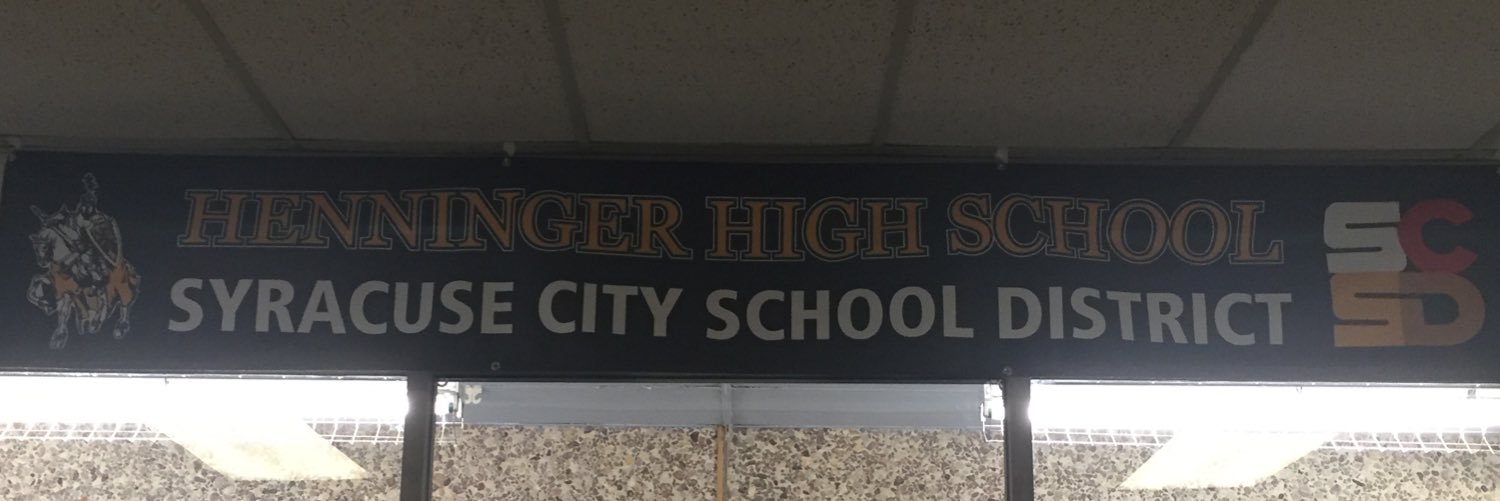 HENNINGER HIGH SCHOOL
SYRACUSE CITY SCHOOL DISTRICT
SC
SD